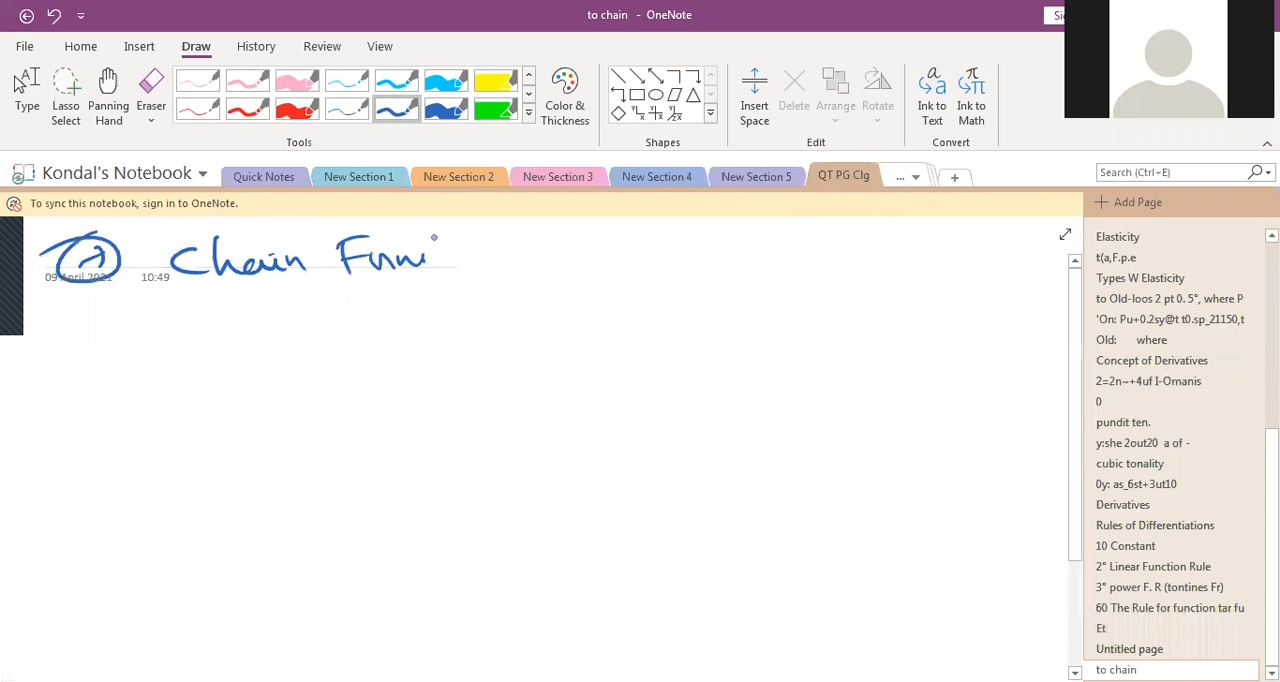 to chain - OneNote
File Home Insert Draw History Review View
Type Lasso Select Panning Hand Eraser Color & Thickness Insert Space Delete Arrange Rotate Ink to Text Ink to Math
Tools Shapes Edit Convert
Kondal's Notebook Quick Notes New Section 1 New Section 2 New Section 3 New Section 4 New Section 5 QT PG Clg ... + Search (Ctrl+E)
To sync this notebook, sign in to OneNote.
Add Page
7 Chain
09 April 2021 10:49
Elasticity
t(a,F.p.e
Types W Elasticity
to Old-loos 2 pt 0. 5°, where P
'On: Pu+0.2sy@t t0.sp_21150,t
Old: where
Concept of Derivatives
2=2n~+4uf I-Omanis
0
pundit ten.
y:she 2out20 a of -
cubic tonality
0y: as_6st+3ut10
Derivatives
Rules of Differentiations
10 Constant
2° Linear Function Rule
3° power F. R (tontines Fr)
60 The Rule for function tar fu
Et
Untitled page
to chain